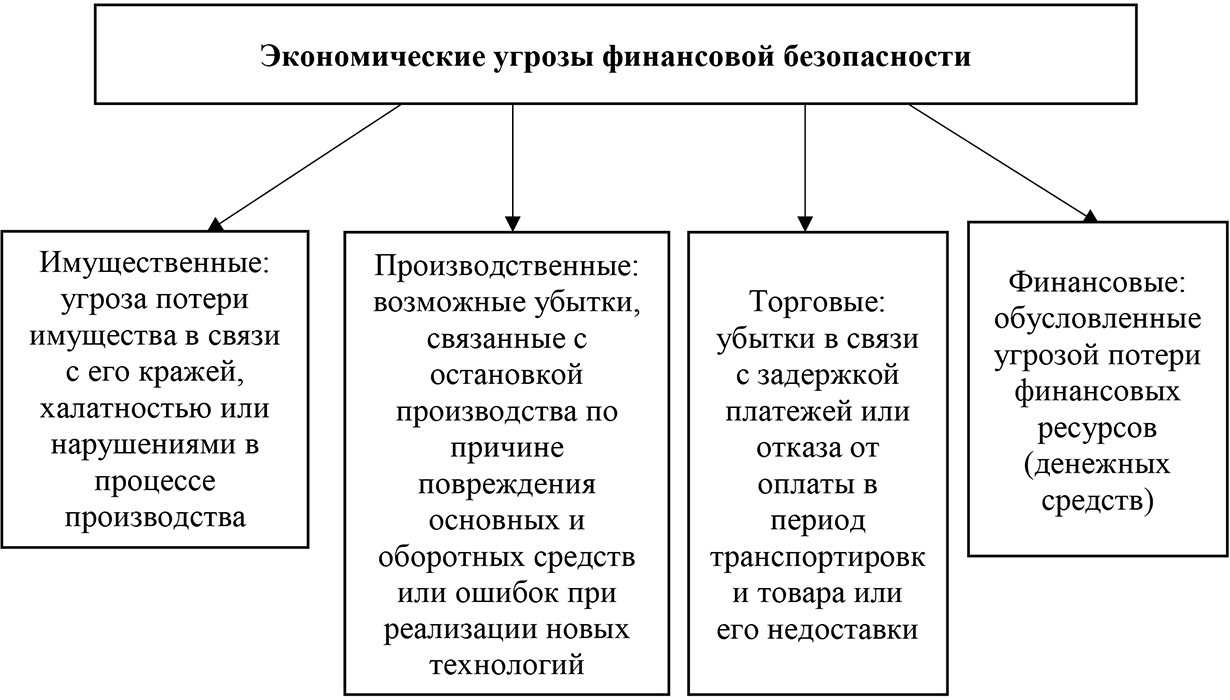 Экономические угрозы финансовой безопасности
Имущественные:
угроза потери
имущества в связи
с его кражей,
халатностью или
нарушениями в
процессе
производства
Производственные:
возможные убытки,
связанные с
остановкой
производства по
причине
повреждения
основных и
оборотных средств
или ошибок при
реализации новых
технологий
Торговые:
убытки в связи
с задержкой
платежей или
отказа от
оплаты в
период
транспортировк
и товара или
его недоставки
Финансовые:
обусловленные
угрозой потери
финансовых
ресурсов
(денежных
средств)